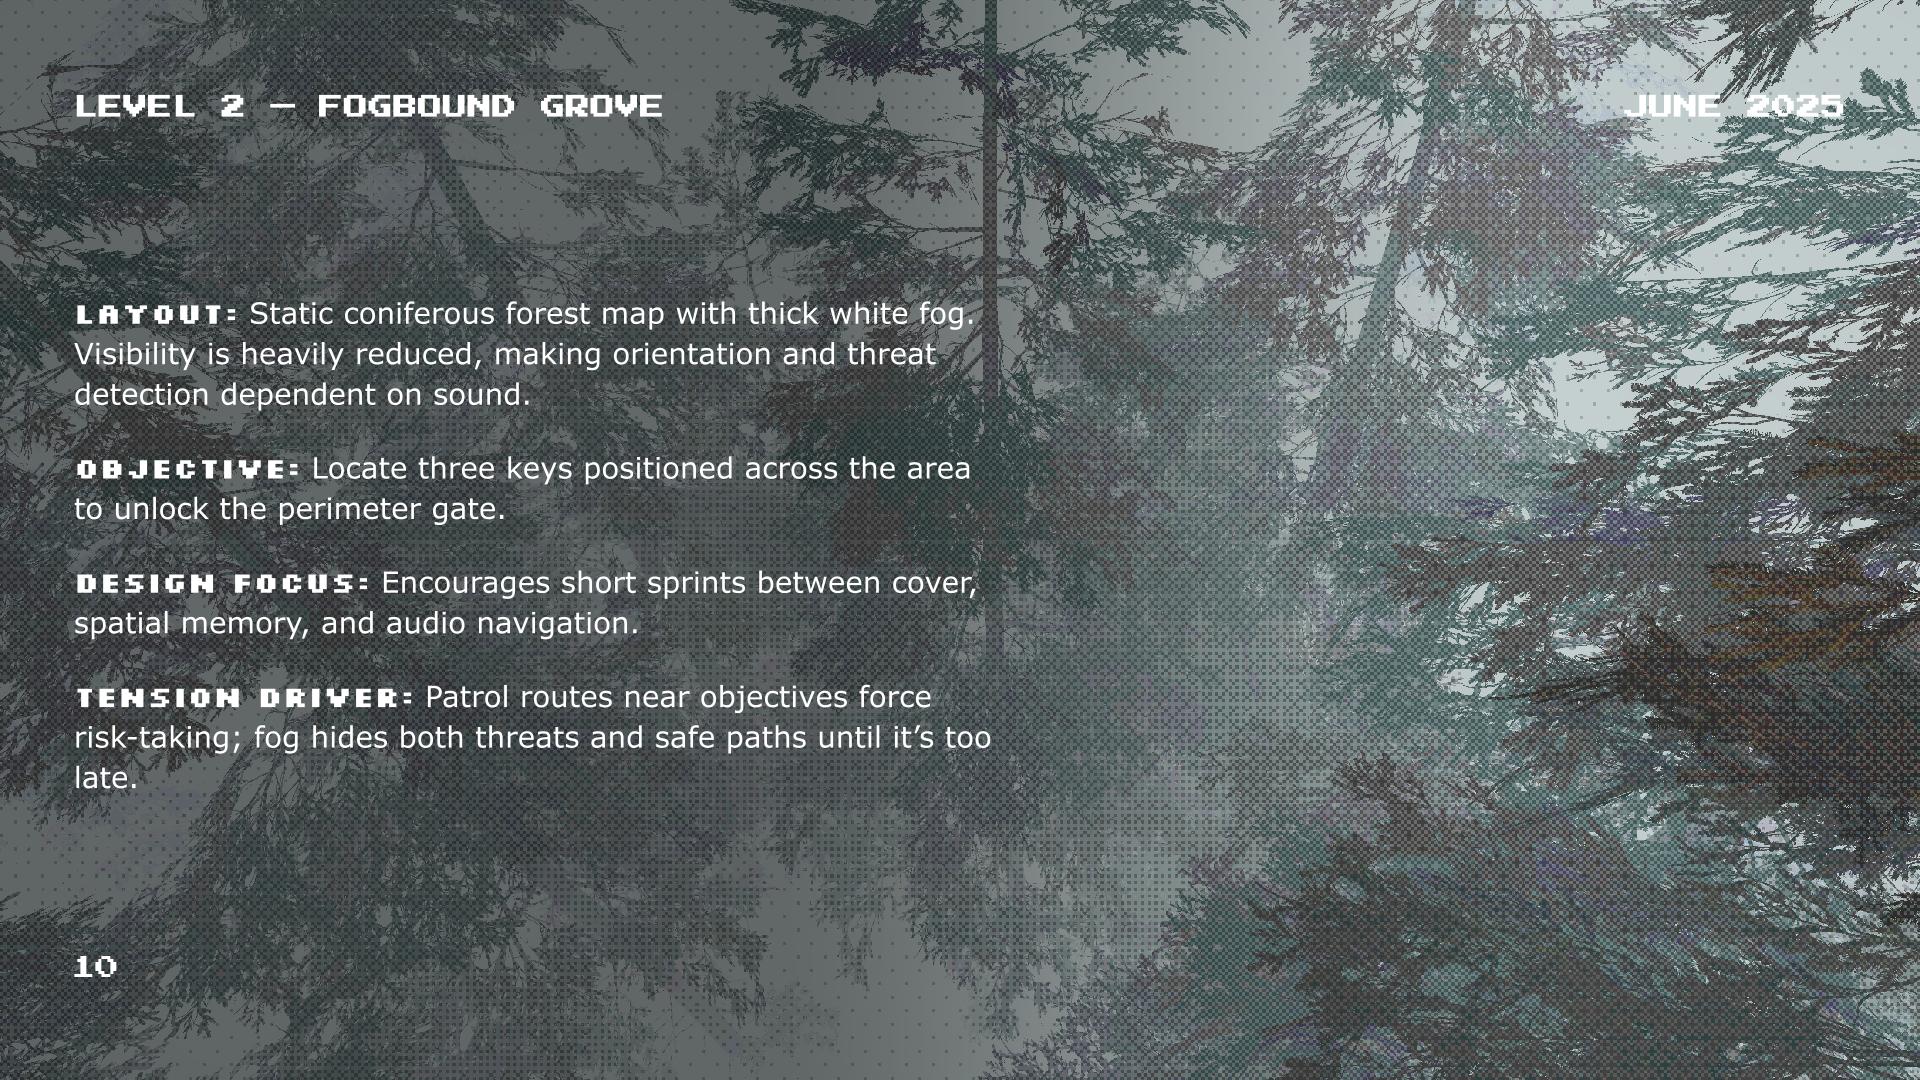 LEVEL 2 — FOGBOUND GROVE
JUNE 2025
LAYOUT: Static coniferous forest map with thick white fog.
Visibility is heavily reduced, making orientation and threat
detection dependent on sound.
OBJECTIVE: Locate three keys positioned across the area
to unlock the perimeter gate.
DESIGN FOCUS: Encourages short sprints between cover,
spatial memory, and audio navigation.
TENSION DRIVER: Patrol routes near objectives force
risk-taking; fog hides both threats and safe paths until it’s too
late.
10